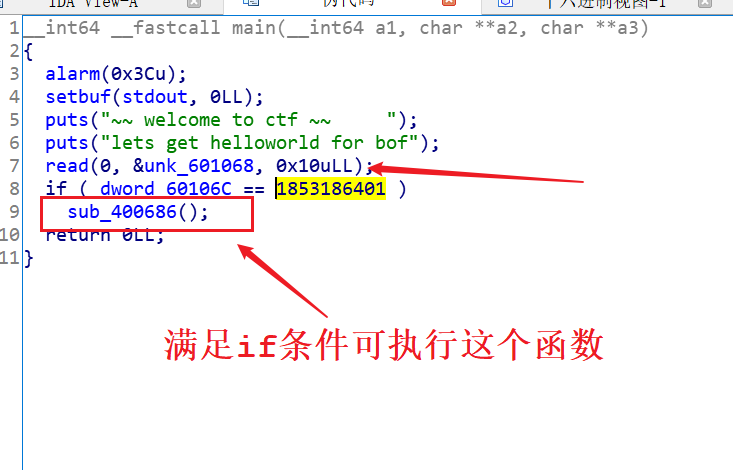 IDA View-A 伪代码 十六进制视图-1
1 __int64 __fastcall main(__int64 a1, char **a2, char **a3)
2 {
3 alarm(0x3Cu);
4 setbuf(stdout, 0LL);
5 puts("~~ welcome to ctf ~~     ");
6 puts("lets get helloworld for bof");
7 read(0, &unk_601068, 0x10uLL);
8 if ( dword_60106C == 1853186401 )
9 sub_400686();
10 return 0LL;
11 }
满足if条件可执行这个函数